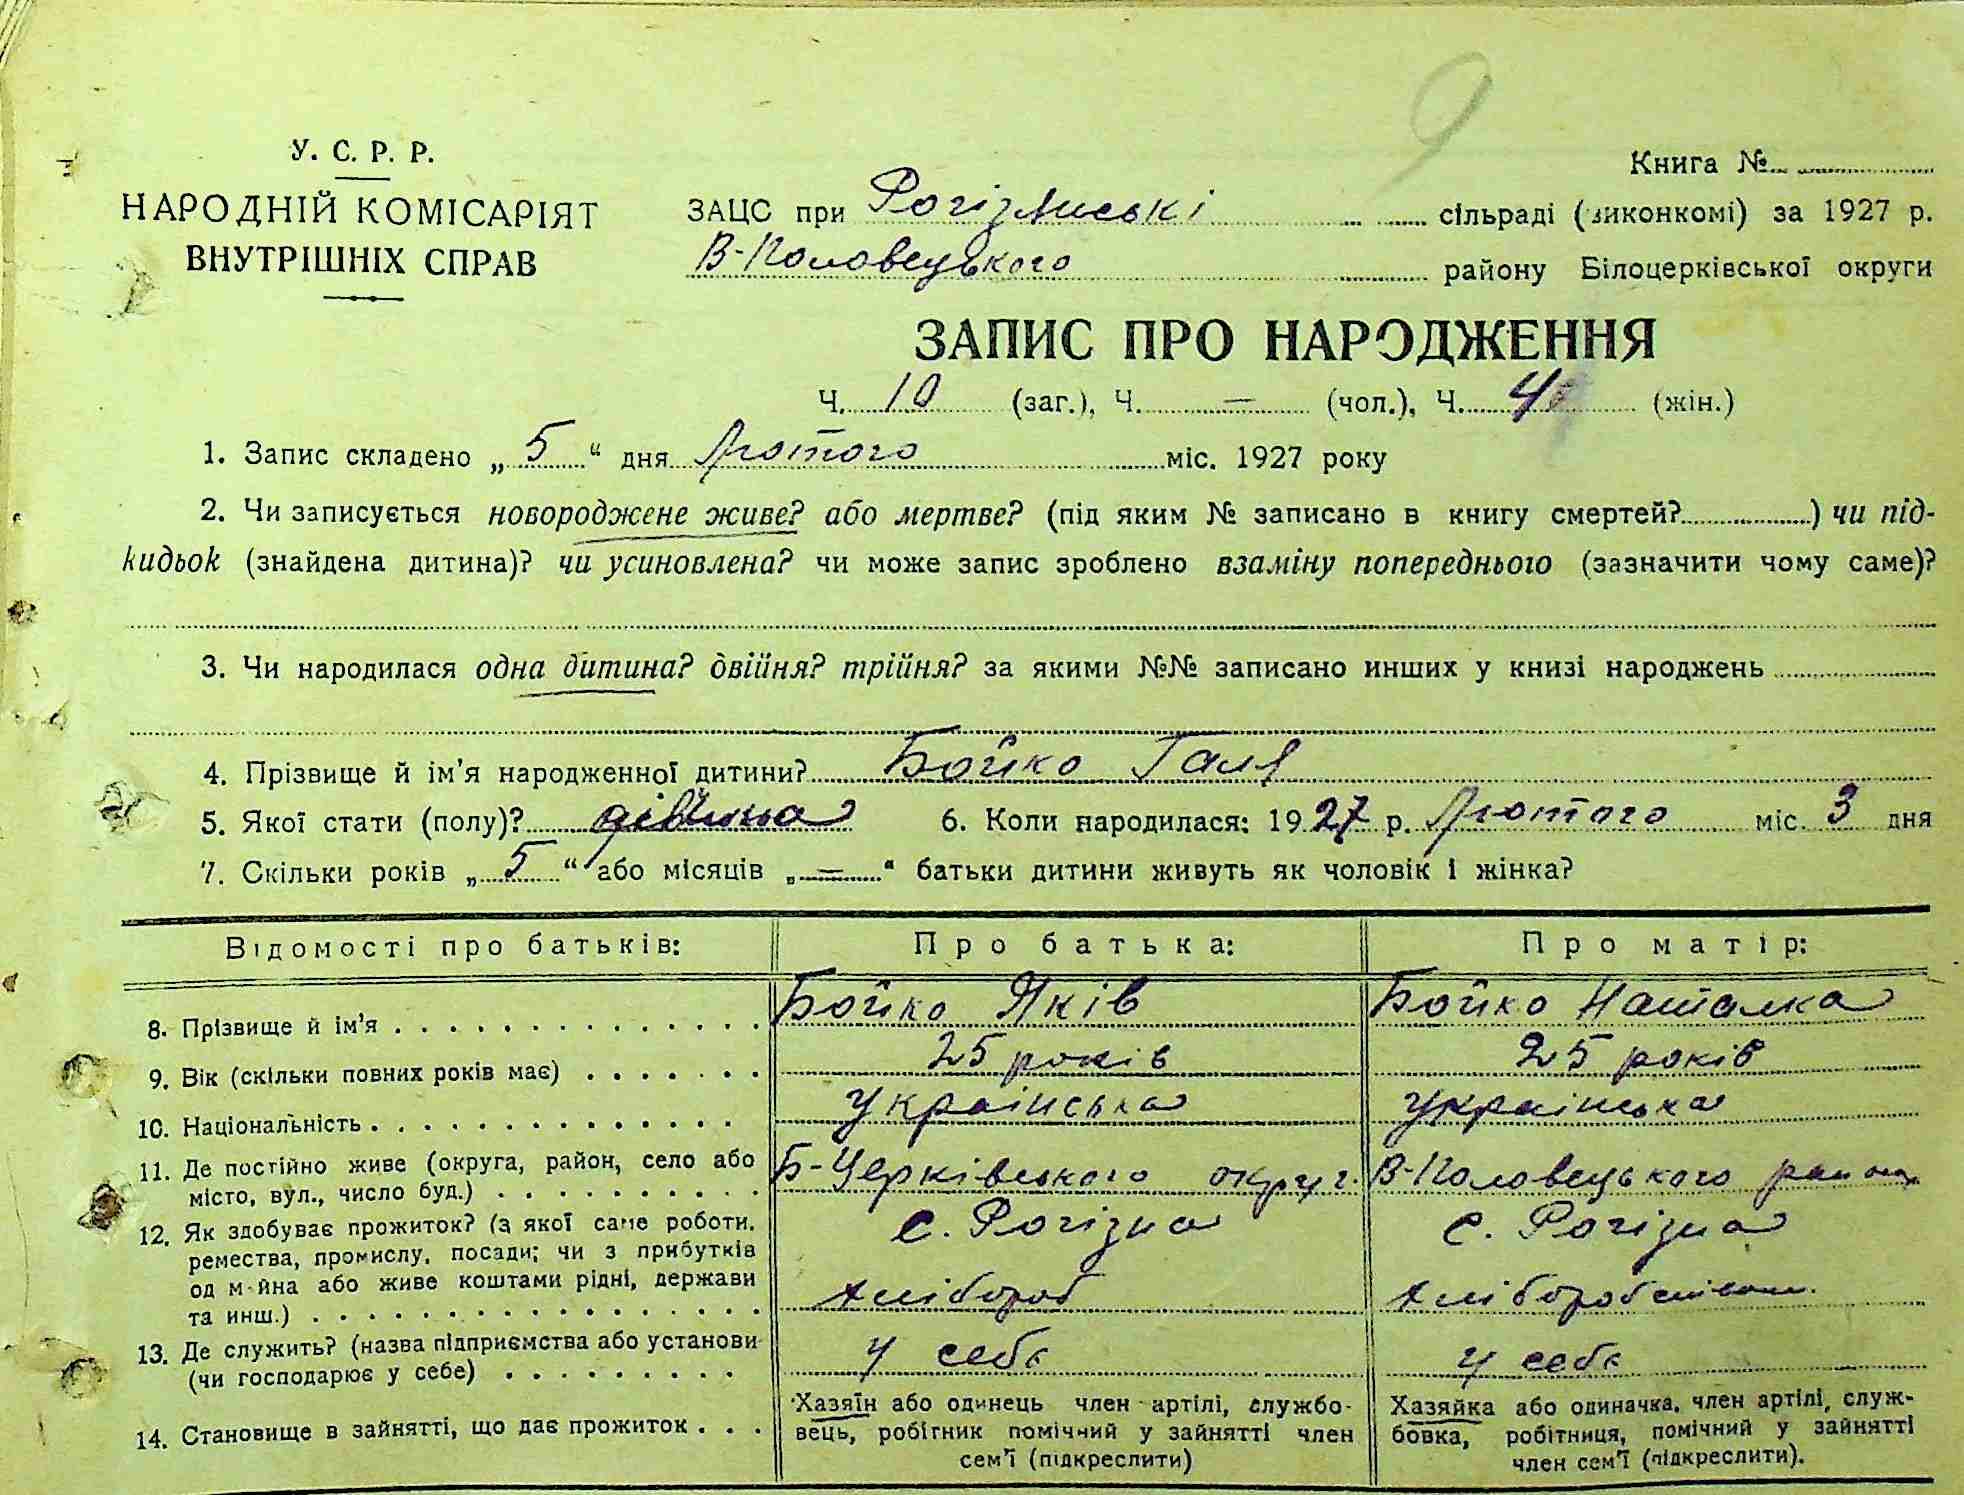 9
У. С. Р. Р.
НАРОДНІЙ КОМІСАРІЯТ
ВНУТРІШНІХ СПРАВ
Книга №
ЗАЦС при Рогізянські сільраді (виконкомі) за 1927 р.
В-Половецького району Білоцерківської округи
ЗАПИС ПРО НАРОДЖЕННЯ
Ч. 10 (заг.), Ч. — (чол.), Ч. 4 (жін.)
1. Запис складено „ 5 “ дня Лютого міс. 1927 року
2. Чи записується новороджене живе? або мертве? (під яким № записано в книгу смертей? ) чи під-
кидьок (знайдена дитина)? чи усиновлена? чи може запис зроблено взаміну попереднього (зазначити чому саме)?
3. Чи народилася одна дитина? двійня? трійня? за якими №№ записано инших у книзі народжень
4. Прізвище й ім'я народженної дитини? Бойко Галя
5. Якої стати (полу)? 6. Коли народилася: 1927 р. Лютого міс. 3 дня
7. Скільки років „ 5 “ або місяців „ — “ батьки дитини живуть як чоловік і жінка?
Відомості про батьків: Про батька: Про матір:
8. Прізвище й ім'я Бойко Яків Бойко Наталка
9. Вік (скільки повних років має) 25 років 25 років
10. Національність українська українська
11. Де постійно живе (округа, район, село або Б-Церківського округ. В-Половецького району
місто, вул., число буд.)
12. Як здобуває прожиток? (з якої саме роботи, с. Рогізна с. Рогізна
ремества, промислу, посади; чи з прибутків
од майна або живе коштами рідні, держави хлібороб
та инш.)
13. Де служить? (назва підприємства або установи у себе у себе
(чи господарює у себе)
14. Становище в зайнятті, що дає прожиток
Хазяїн або одинець член артілі, службо-
вець, робітник помічний у зайнятті член
сем'ї (підкреслити)
Хазяйка або одиначка, член артілі, служ-
бовка, робітниця, помічний у зайнятті
член сем'ї (підкреслити).